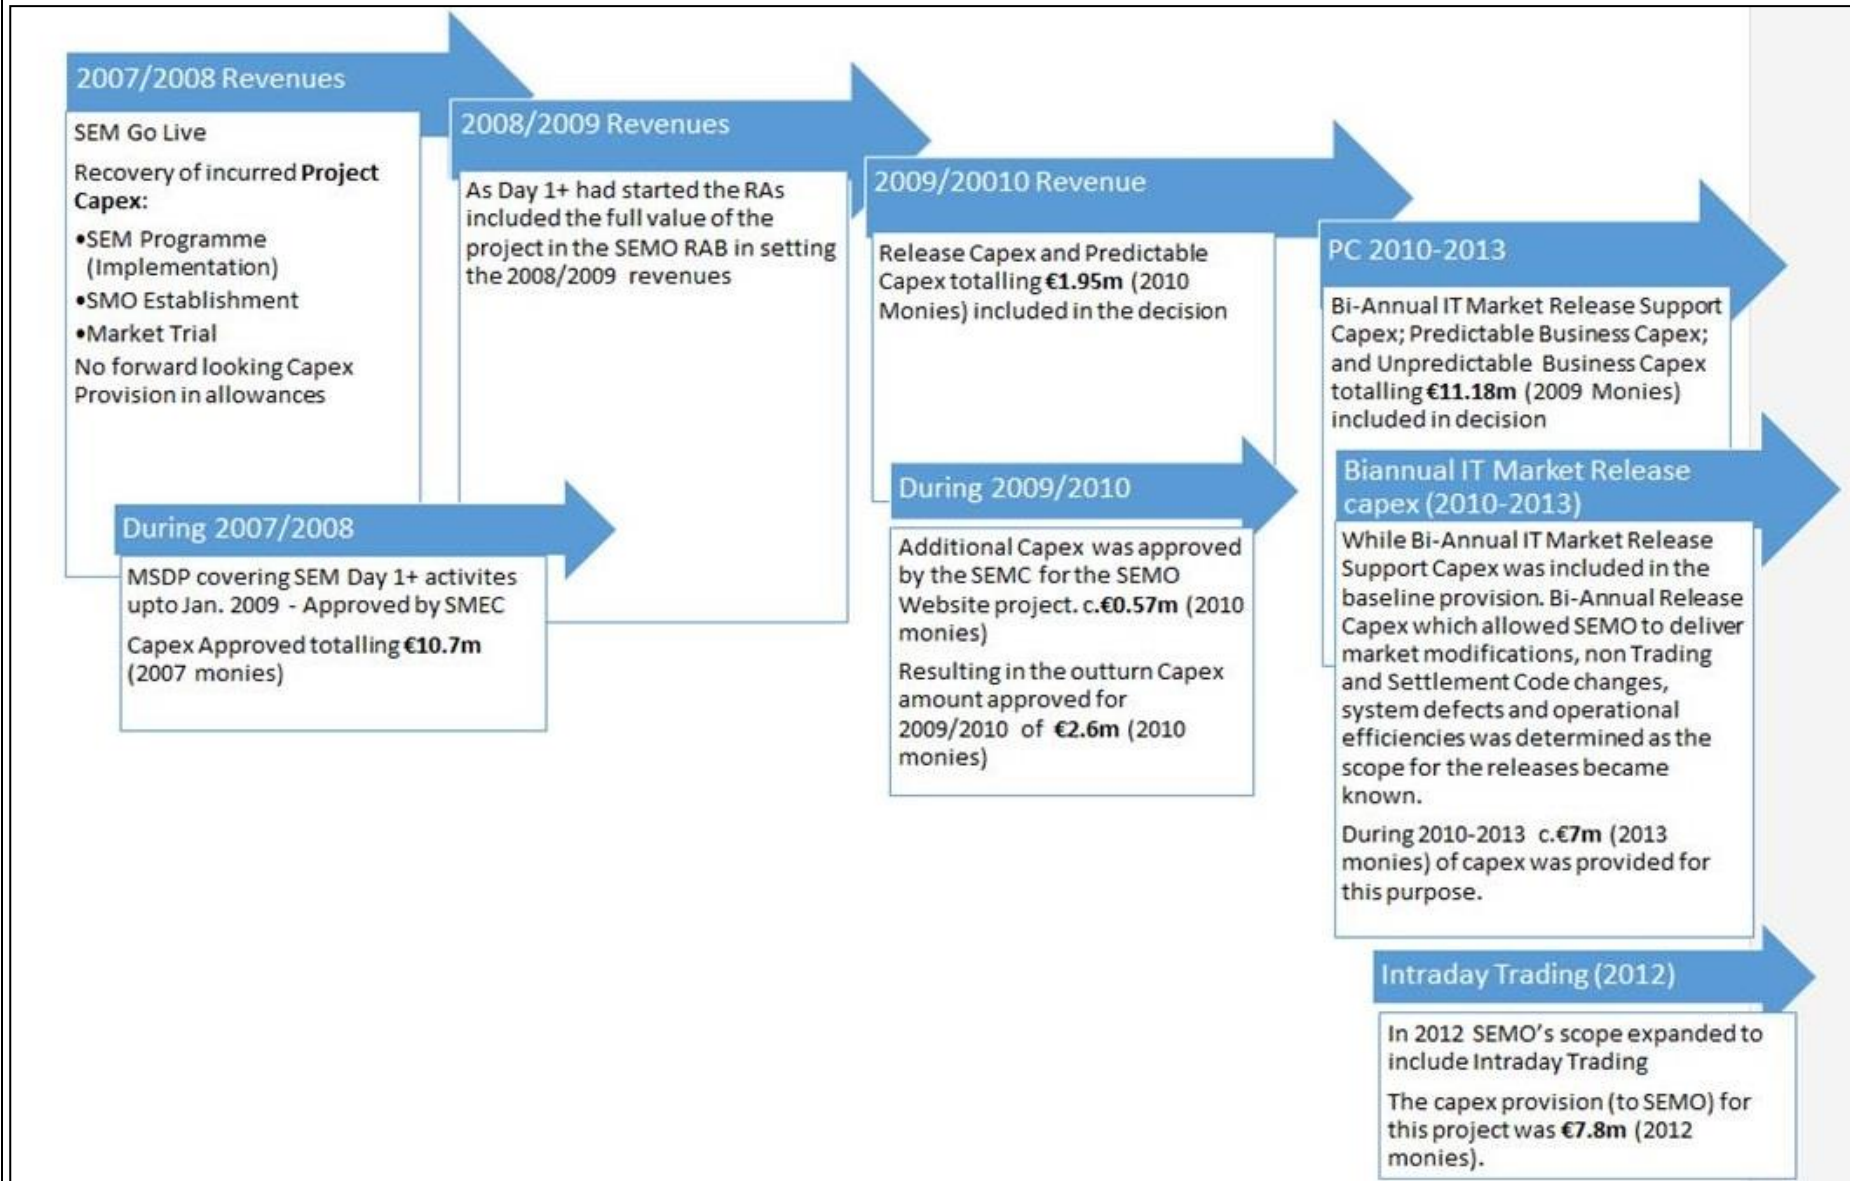 2007/2008 Revenues
SEM Go Live
Recovery of incurred Project
Capex:
•SEM Programme
(Implementation)
•SMO Establishment
•Market Trial
No forward looking Capex
Provision in allowances
During 2007/2008
MSDP covering SEM Day 1+ activites
upto Jan. 2009 - Approved by SMEC
Capex Approved totalling €10.7m
(2007 monies)
2008/2009 Revenues
As Day 1+ had started the RAs
included the full value of the
project in the SEMO RAB in setting
the 2008/2009 revenues
2009/20010 Revenue
Release Capex and Predictable
Capex totalling €1.95m (2010
Monies) included in the decision
During 2009/2010
Additional Capex was approved
by the SEMC for the SEMO
Website project. c.€0.57m (2010
monies)
Resulting in the outturn Capex
amount approved for
2009/2010 of €2.6m (2010
monies)
PC 2010-2013
Bi-Annual IT Market Release Support
Capex; Predictable Business Capex;
and Unpredictable Business Capex
totalling €11.18m (2009 Monies)
included in decision
Biannual IT Market Release
capex (2010-2013)
While Bi-Annual IT Market Release
Support Capex was included in the
baseline provision. Bi-Annual Release
Capex which allowed SEMO to deliver
market modifications, non Trading
and Settlement Code changes,
system defects and operational
efficiencies was determined as the
scope for the releases became
known.
During 2010-2013 c.€7m (2013
monies) of capex was provided for
this purpose.
Intraday Trading (2012)
In 2012 SEMO’s scope expanded to
include Intraday Trading
The capex provision (to SEMO) for
this project was €7.8m (2012
monies).